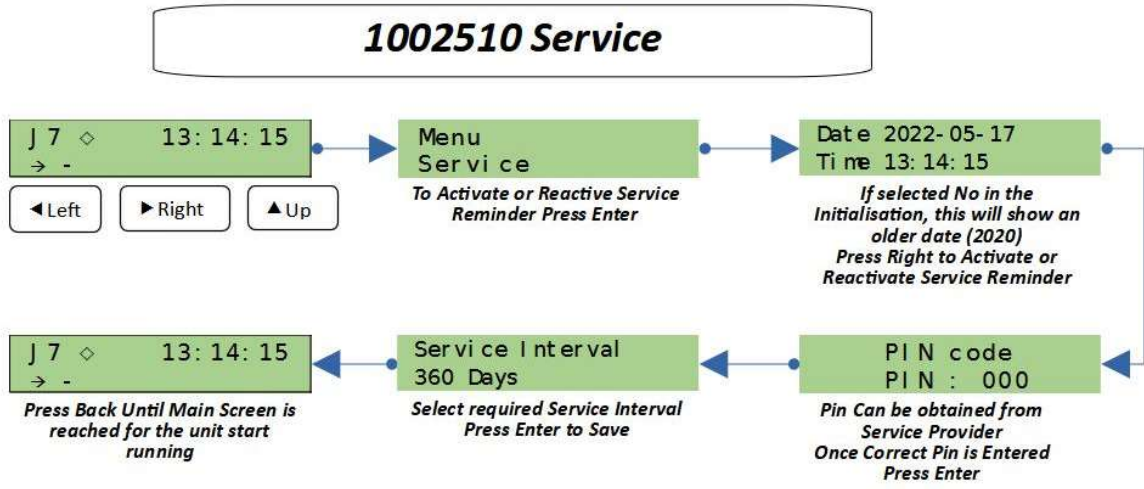 1002510 Service
J7 ◇ 13:14:15
→ -
◀Left ▶Right ▲Up
Menu
Service
To Activate or Reactive Service
Reminder Press Enter
Date 2022-05-17
Time 13:14:15
If selected No in the
Initialisation, this will show an
older date (2020)
Press Right to Activate or
Reactivate Service Reminder
PIN code
PIN : 000
Pin Can be obtained from
Service Provider
Once Correct Pin is Entered
Press Enter
Service Interval
360 Days
Select required Service Interval
Press Enter to Save
J7 ◇ 13:14:15
→ -
Press Back Until Main Screen is
reached for the unit start
running